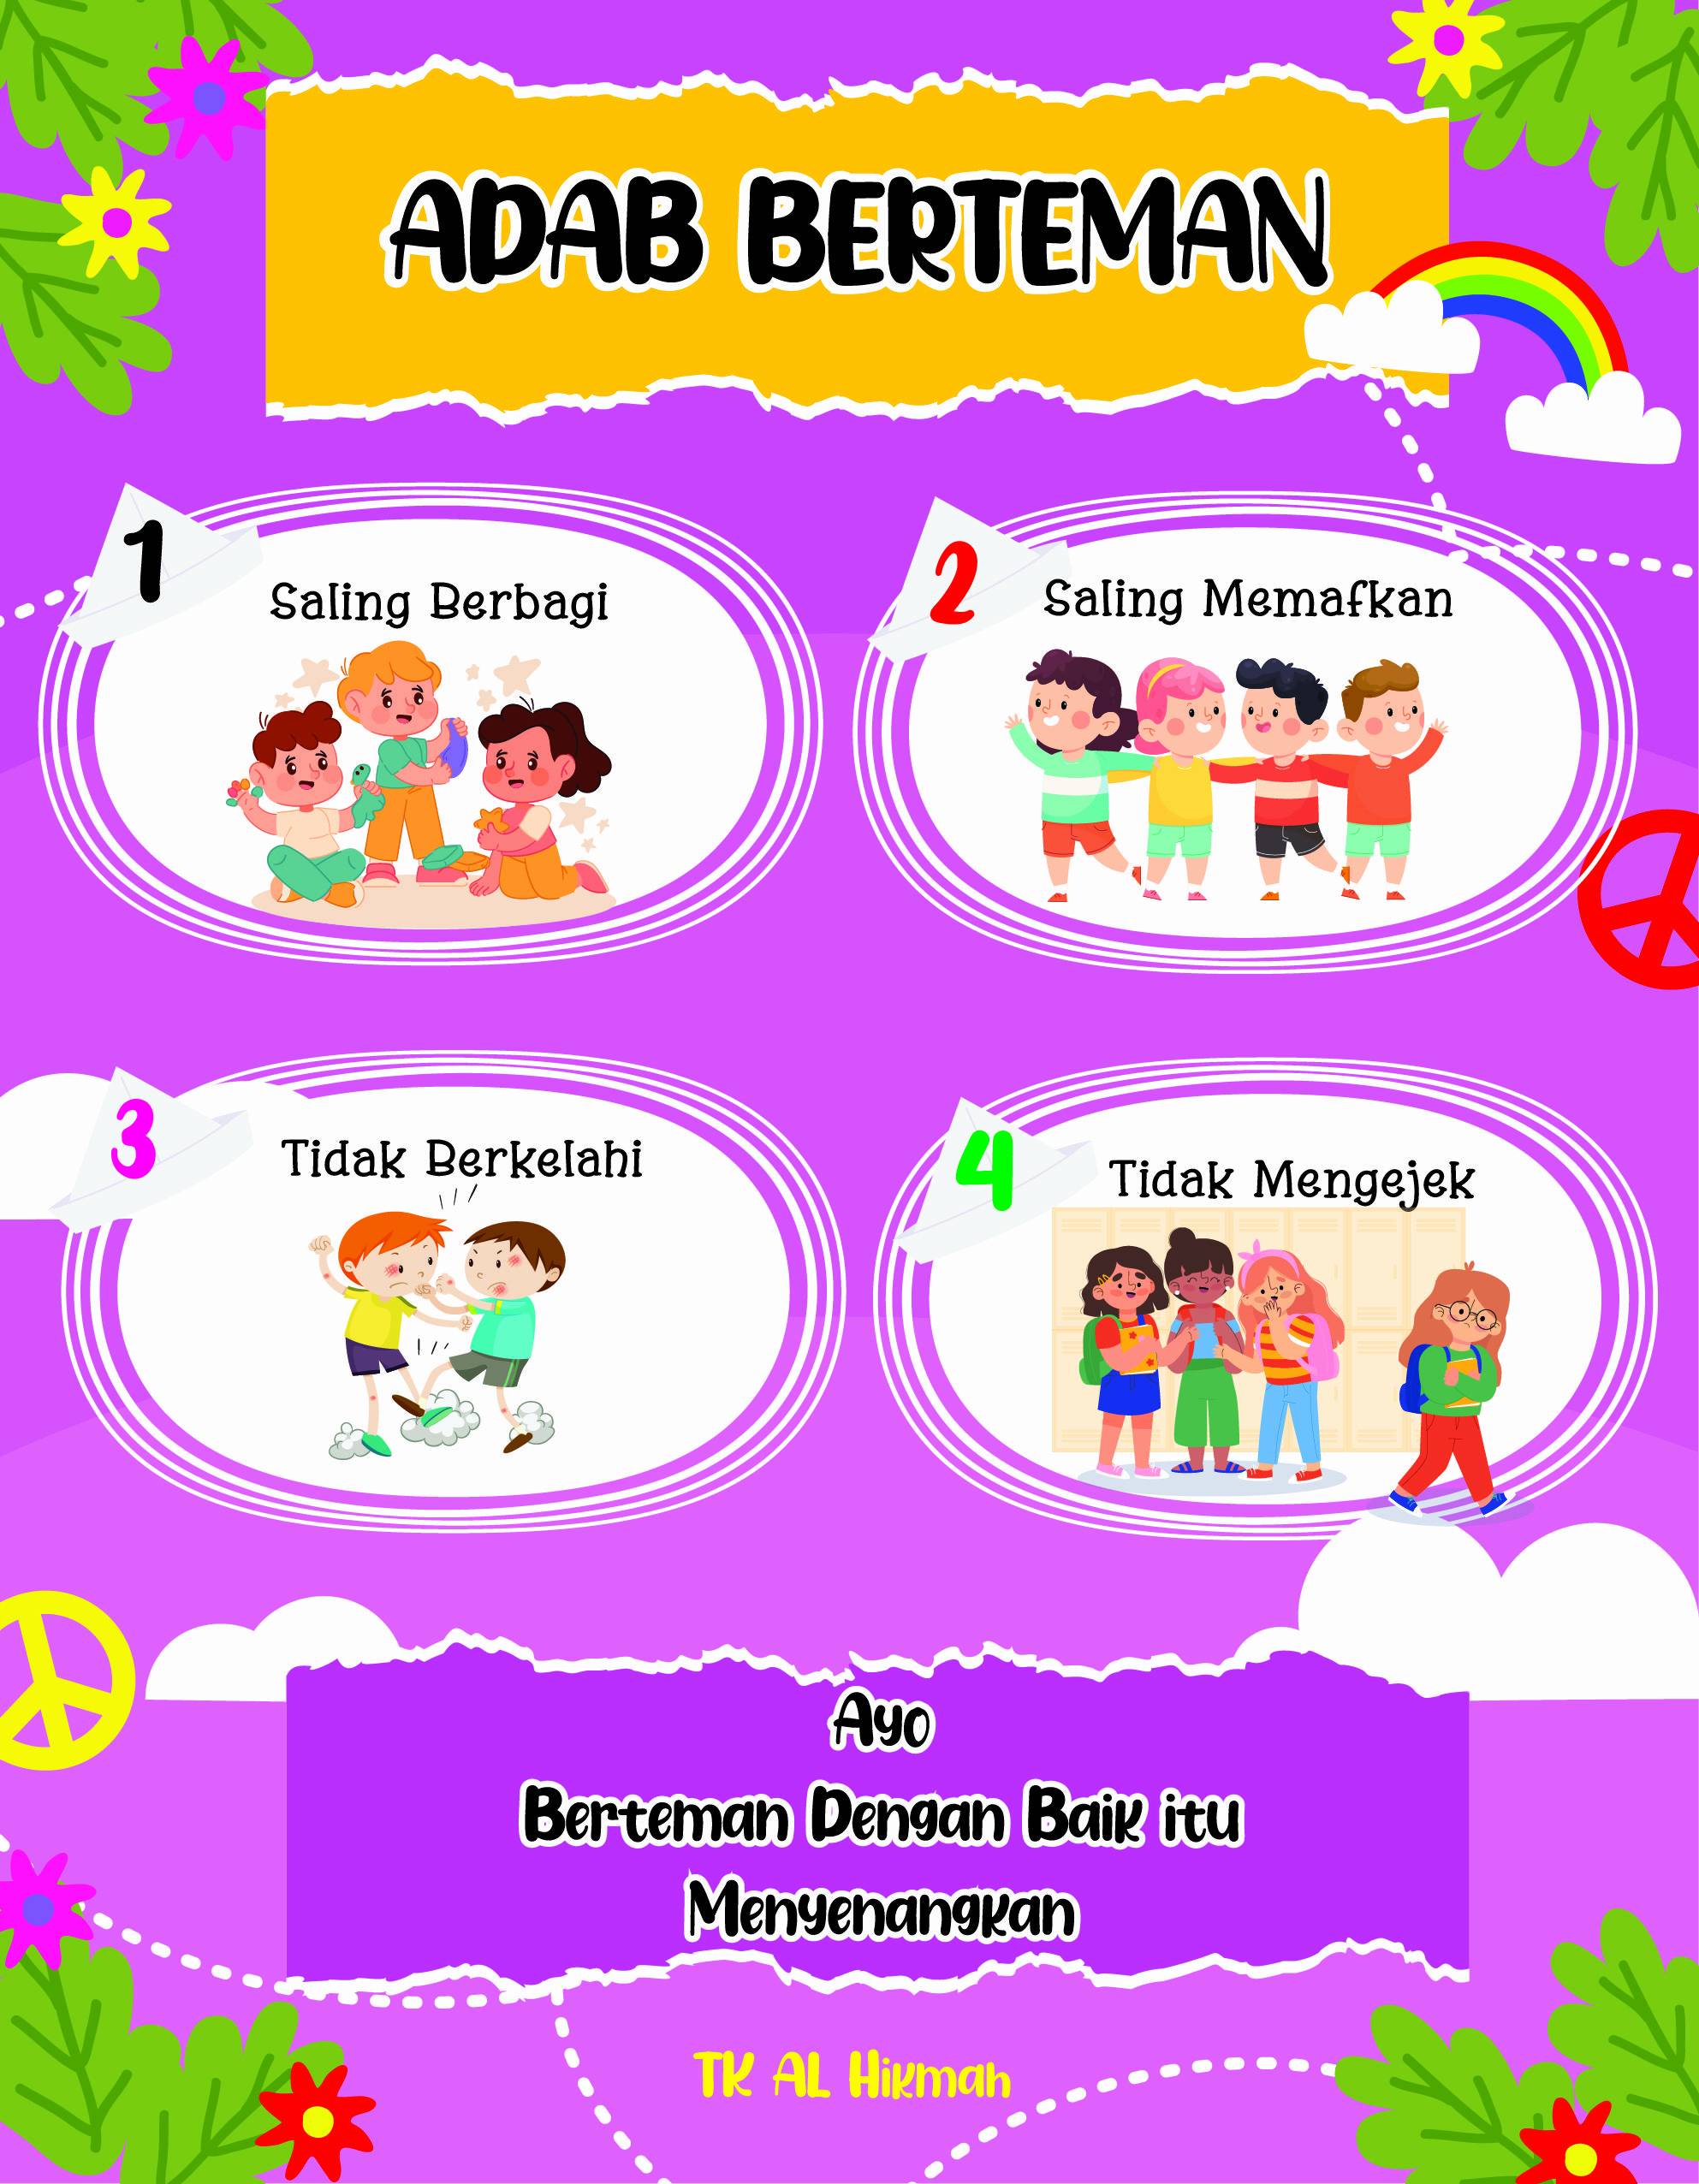 ADAB BERTEMAN
1
Saling Berbagi
2
Saling Memafkan
3
Tidak Berkelahi
4
Tidak Mengejek
Ayo
Berteman Dengan Baik itu
Menyenangkan
TK AL Hikmah